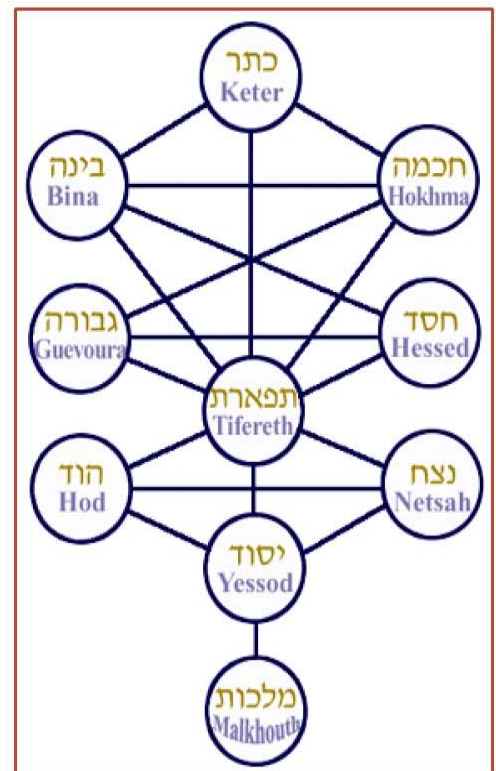 כתר
Keter
בינה
Bina
חכמה
Hokhma
גבורה
Guevoura
חסד
Hessed
תפארת
Tifereth
הוד
Hod
נצח
Netsah
יסוד
Yessod
מלכות
Malkhouth